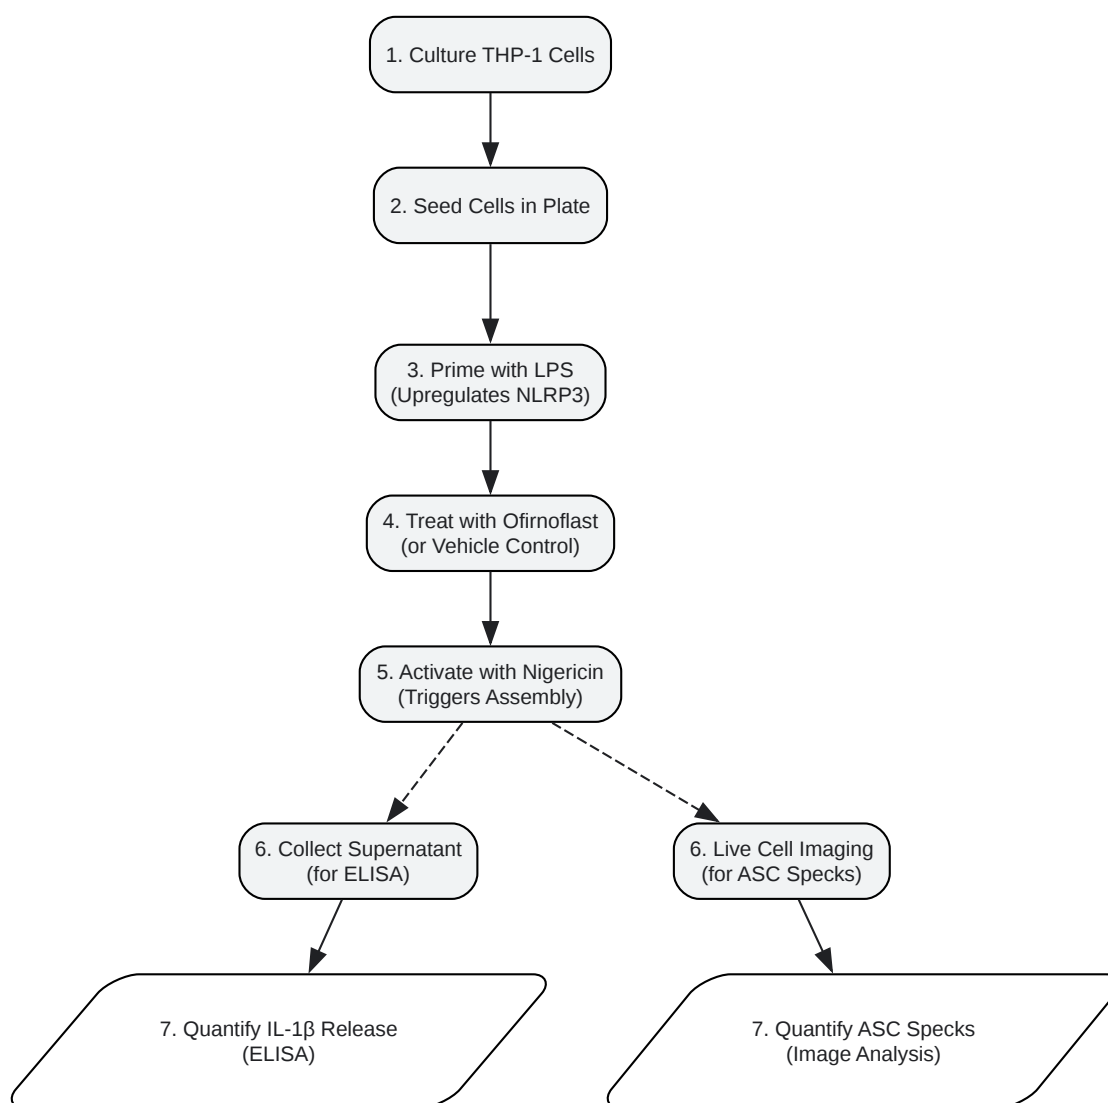 1. Culture THP-1 Cells
2. Seed Cells in Plate
3. Prime with LPS
(Upregulates NLRP3)
4. Treat with Ofirnoflast
(or Vehicle Control)
5. Activate with Nigericin
(Triggers Assembly)
6. Collect Supernatant
(for ELISA)
6. Live Cell Imaging
(for ASC Specks)
7. Quantify IL-1β Release
(ELISA)
7. Quantify ASC Specks
(Image Analysis)